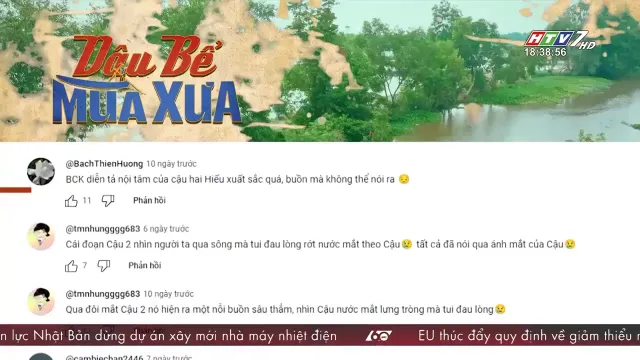 HTV7 HD
18:38:56
Dâu Bể
MÙA XƯA
@BachThienHuong 10 ngày trước
BCK diễn tả nội tâm của cậu hai Hiếu xuất sắc quá, buồn mà không thể nói ra 😔
11 Phản hồi
@tmnhungggg683 6 ngày trước
Cái đoạn Cậu 2 nhìn người ta qua sông mà tui đau lòng rớt nước mắt theo Cậu😢 tất cả đã nói qua ánh mắt của Cậu😢
7 Phản hồi
@tmnhungggg683 10 ngày trước
Qua đôi mắt Cậu 2 nó hiện ra một nỗi buồn sâu thẳm, nhìn Cậu nước mắt lưng tròng mà tui đau lòng😢
n lực Nhật Bản dừng dự án xây mới nhà máy nhiệt điện 60 EU thúc đẩy quy định về giảm thiểu r
@cambiechan2446 7 ngày trước